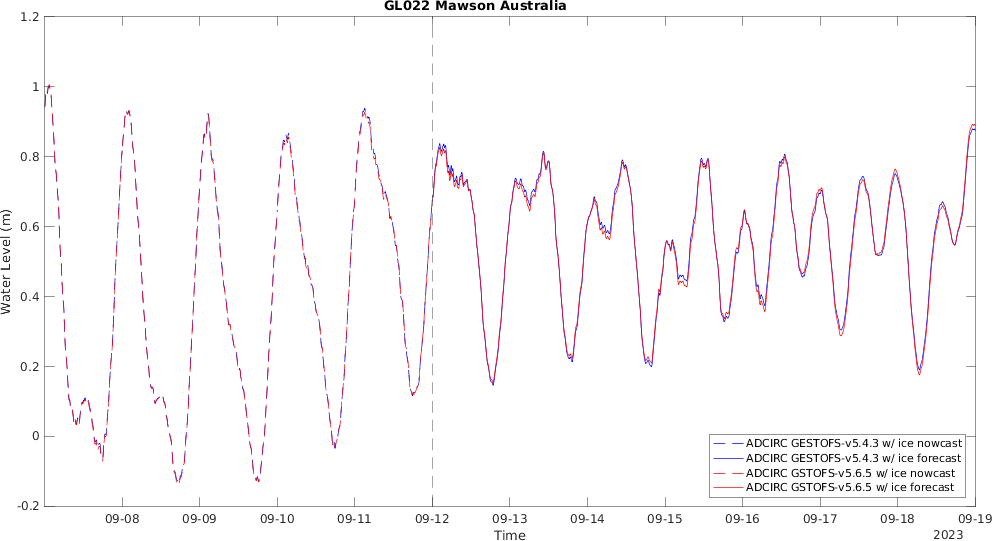 GL022 Mawson Australia
1.2
1
0.8
0.6
0.4
0.2
0
-0.2
Water Level (m)
ADCIRC GESTOFS-v5.4.3 w/ ice nowcast
ADCIRC GESTOFS-v5.4.3 w/ ice forecast
ADCIRC GSTOFS-v5.6.5 w/ ice nowcast
ADCIRC GSTOFS-v5.6.5 w/ ice forecast
09-08 09-09 09-10 09-11 09-12 09-13 09-14 09-15 09-16 09-17 09-18 09-19
Time
2023